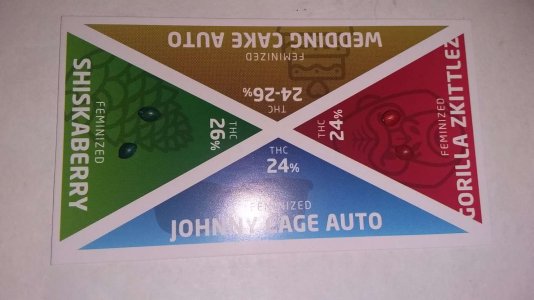 WEDDING CAKE AUTO
FEMINIZED
THC
24-26%
SHISKABERRY
FEMINIZED
THC
26%
THC
24%
FEMINIZED
GORILLA ZKITTLEZ
THC
24%
FEMINIZED
JOHNNY CAGE AUTO